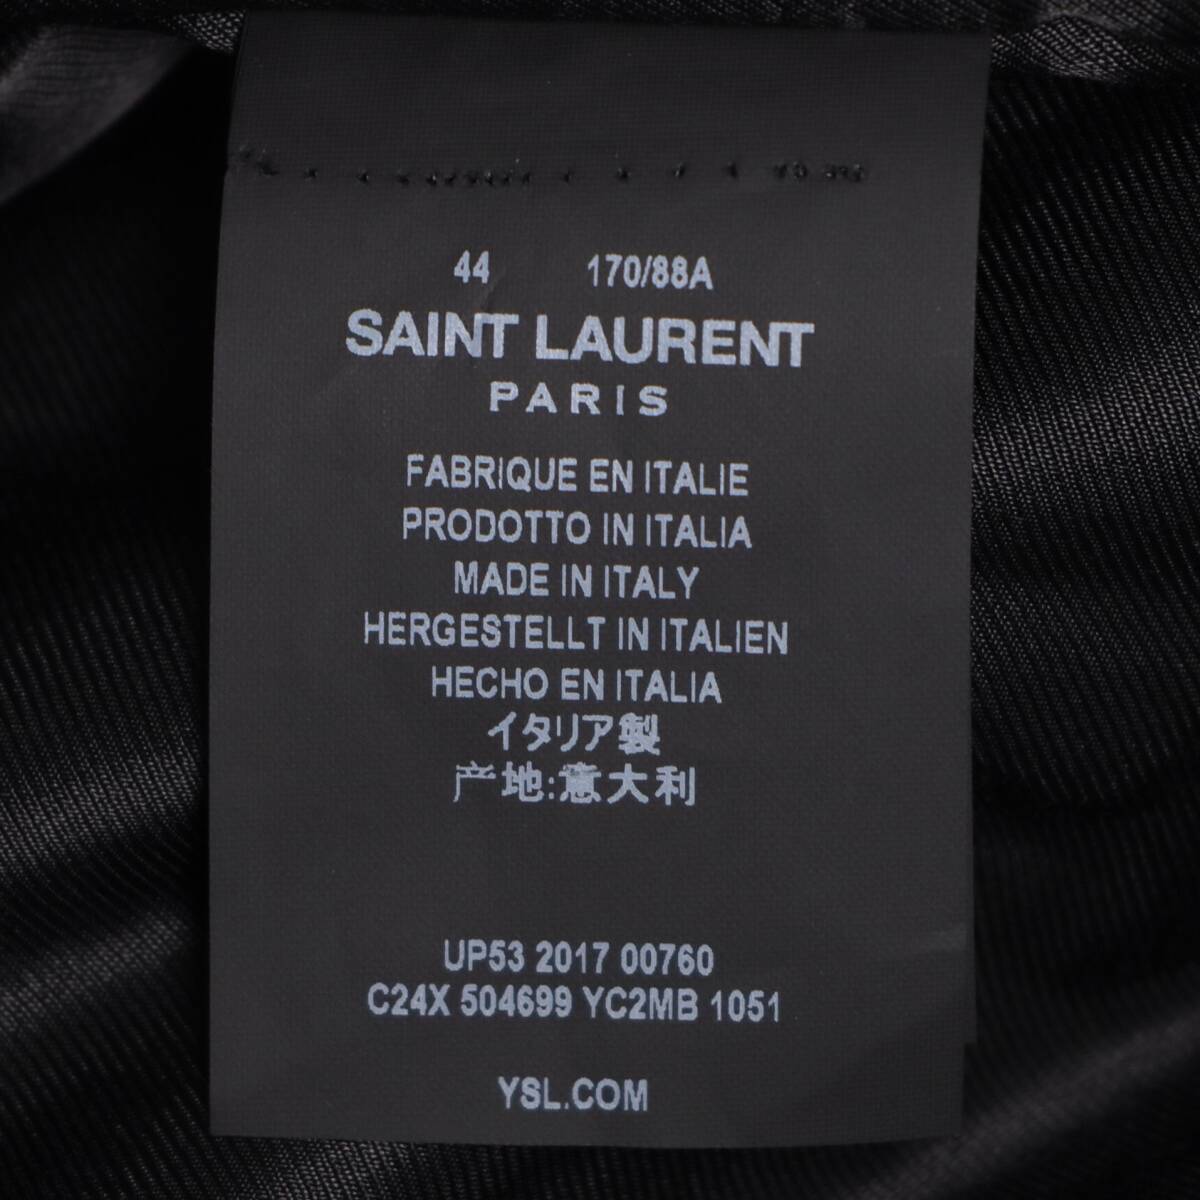 44 170/88A
SAINT LAURENT
PARIS
FABRIQUE EN ITALIE
PRODOTTO IN ITALIA
MADE IN ITALY
HERGESTELLT IN ITALIEN
HECHO EN ITALIA
イタリア製
产地:意大利
UP53 2017 00760
C24X 504699 YC2MB 1051
YSL.COM